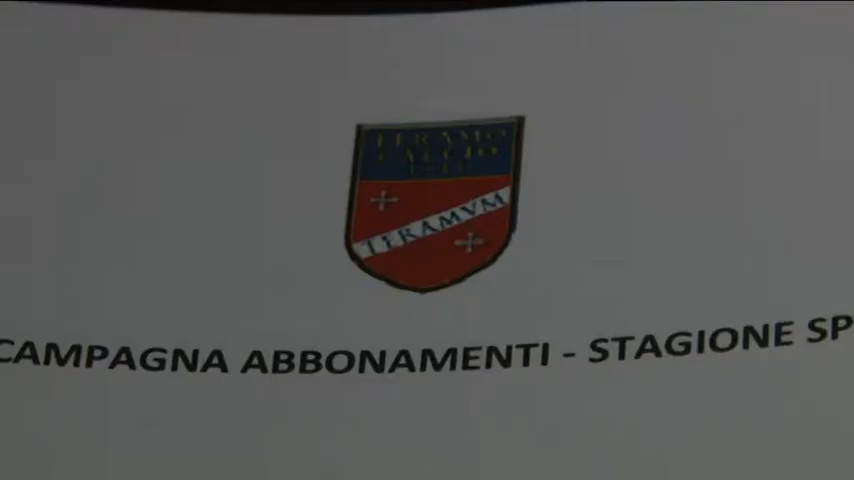 TERAMO
CALCIO
TERAMVM
CAMPAGNA ABBONAMENTI - STAGIONE SP